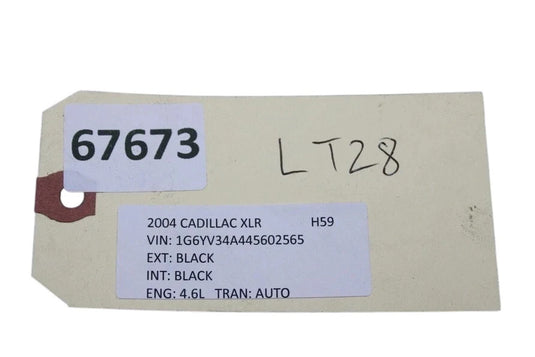 67673
LT28
2004 CADILLAC XLR H59
VIN: 1G6YV34A445602565
EXT: BLACK
INT: BLACK
ENG: 4.6L TRAN: AUTO